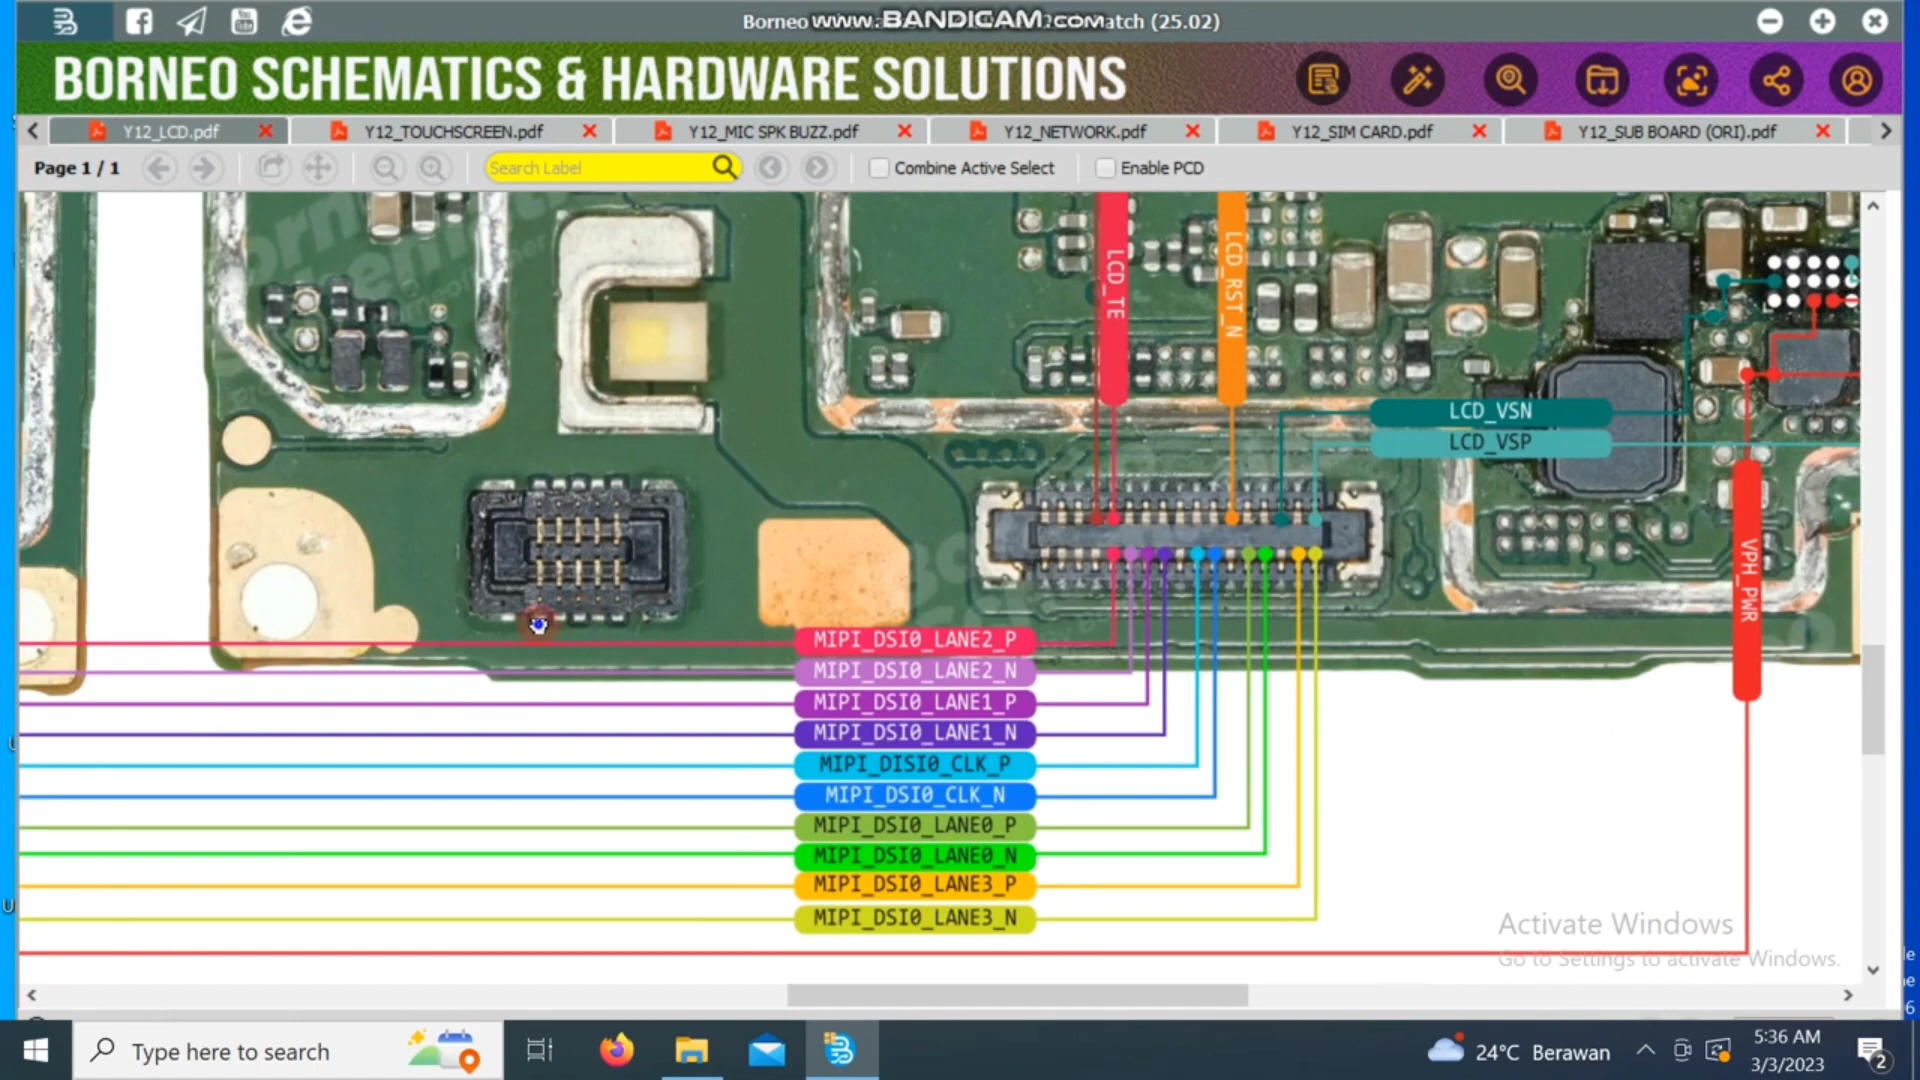 Borneo
www.BANDICAM.COM
atch (25.02)
BORNEO SCHEMATICS & HARDWARE SOLUTIONS
Y12_LCD.pdf
Y12_TOUCHSCREEN.pdf
Y12_MIC SPK BUZZ.pdf
Y12_NETWORK.pdf
Y12_SIM CARD.pdf
Y12_SUB BOARD (ORI).pdf
Page 1 / 1
Search Label
Combine Active Select
Enable PCD
LCD_TE
LCD_RST_N
LCD_VSN
LCD_VSP
VPH_PWR
MIPI_DSI0_LANE2_P
MIPI_DSI0_LANE2_N
MIPI_DSI0_LANE1_P
MIPI_DSI0_LANE1_N
MIPI_DISI0_CLK_P
MIPI_DSI0_CLK_N
MIPI_DSI0_LANE0_P
MIPI_DSI0_LANE0_N
MIPI_DSI0_LANE3_P
MIPI_DSI0_LANE3_N
Activate Windows
Go to Settings to activate Windows.
Type here to search
24°C Berawan
5:36 AM
3/3/2023
2